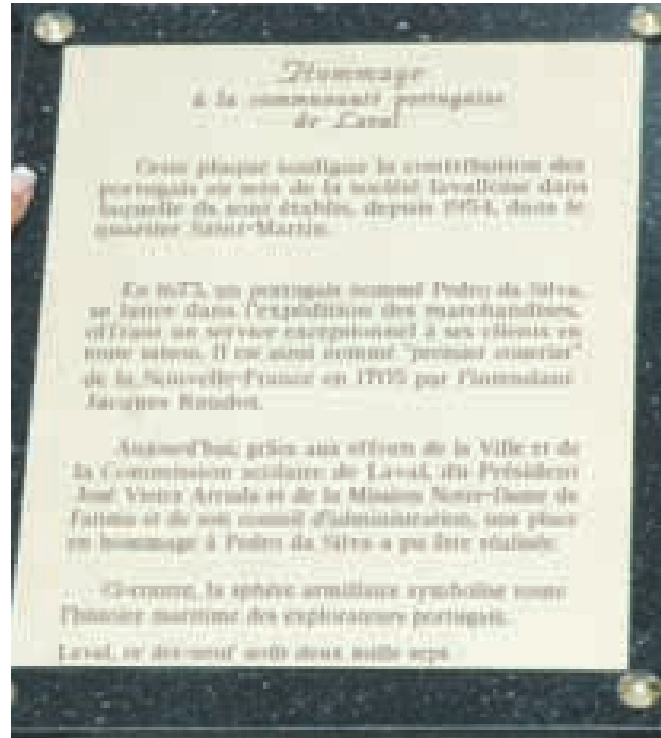 Hommage
à la communauté portugaise
de Laval
Cette plaque souligne la contribution des
portugais au sein de la société lavalloise dans
laquelle ils sont établis, depuis 1954, dans le
quartier Saint-Martin.
En 1673, un portugais nommé Pedro da Silva,
se lance dans l'expédition des marchandises,
offrant un service exceptionnel à ses clients en
toute saison. Il est ainsi nommé "premier courrier"
de la Nouvelle-France en 1705 par l'intendant
Jacques Raudot.
Aujourd'hui, grâce aux efforts de la Ville et de
la Commission scolaire de Laval, du Président
José Vieira Arruda et de la Mission Notre-Dame de
Fatima et de son conseil d'administration, une place
en hommage à Pedro da Silva a pu être réalisée.
Ci-contre, la sphère armillaire symbolise toute
l'histoire maritime des explorateurs portugais.
Laval, ce dix-neuf août deux mille sept